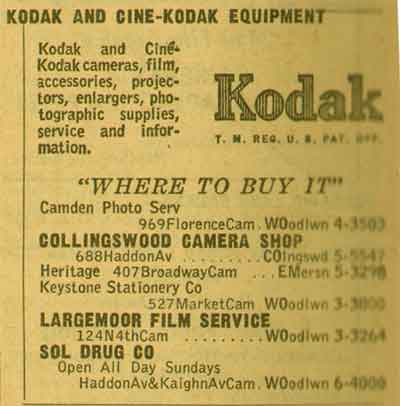 KODAK AND CINE-KODAK EQUIPMENT
Kodak and Ciné-
Kodak cameras, film,
accessories, projec-
tors, enlargers, pho-
tographic supplies,
service and infor-
mation.
Kodak
T. M. REG. U. S. PAT. OFF.
"WHERE TO BUY IT"
Camden Photo Serv
969FlorenceCam. WOodlwn 4-3503
COLLINGSWOOD CAMERA SHOP
688HaddonAv ......... COlngswd 5-5547
Heritage 407BroadwayCam ... EMersn 5-3298
Keystone Stationery Co
527MarketCam WOodlwn 3-3800
LARGEMOOR FILM SERVICE
124N4thCam ......... WOodlwn 3-3264
SOL DRUG CO
Open All Day Sundays
HaddonAv&KaighnAvCam. WOodlwn 6-4000